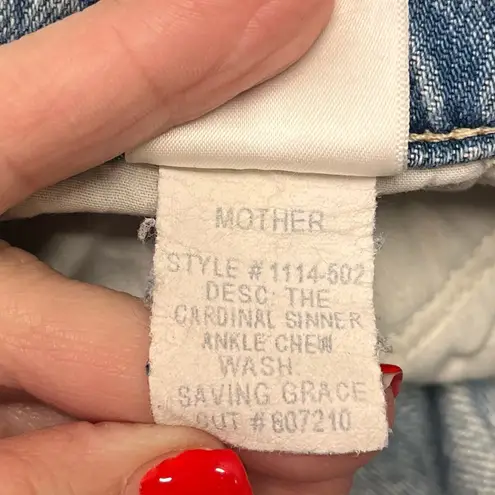 MOTHER
STYLE # 1114-502
DESC: THE
CARDINAL SINNER
ANKLE CHEW
WASH:
SAVING GRACE
CUT # 807210